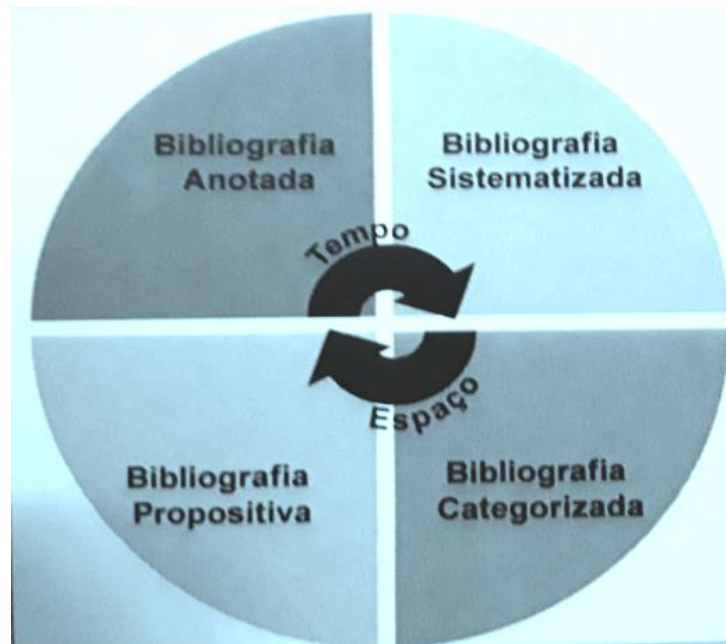 Bibliografia
Anotada
Bibliografia
Sistematizada
Tempo
Espaço
Bibliografia
Propositiva
Bibliografia
Categorizada